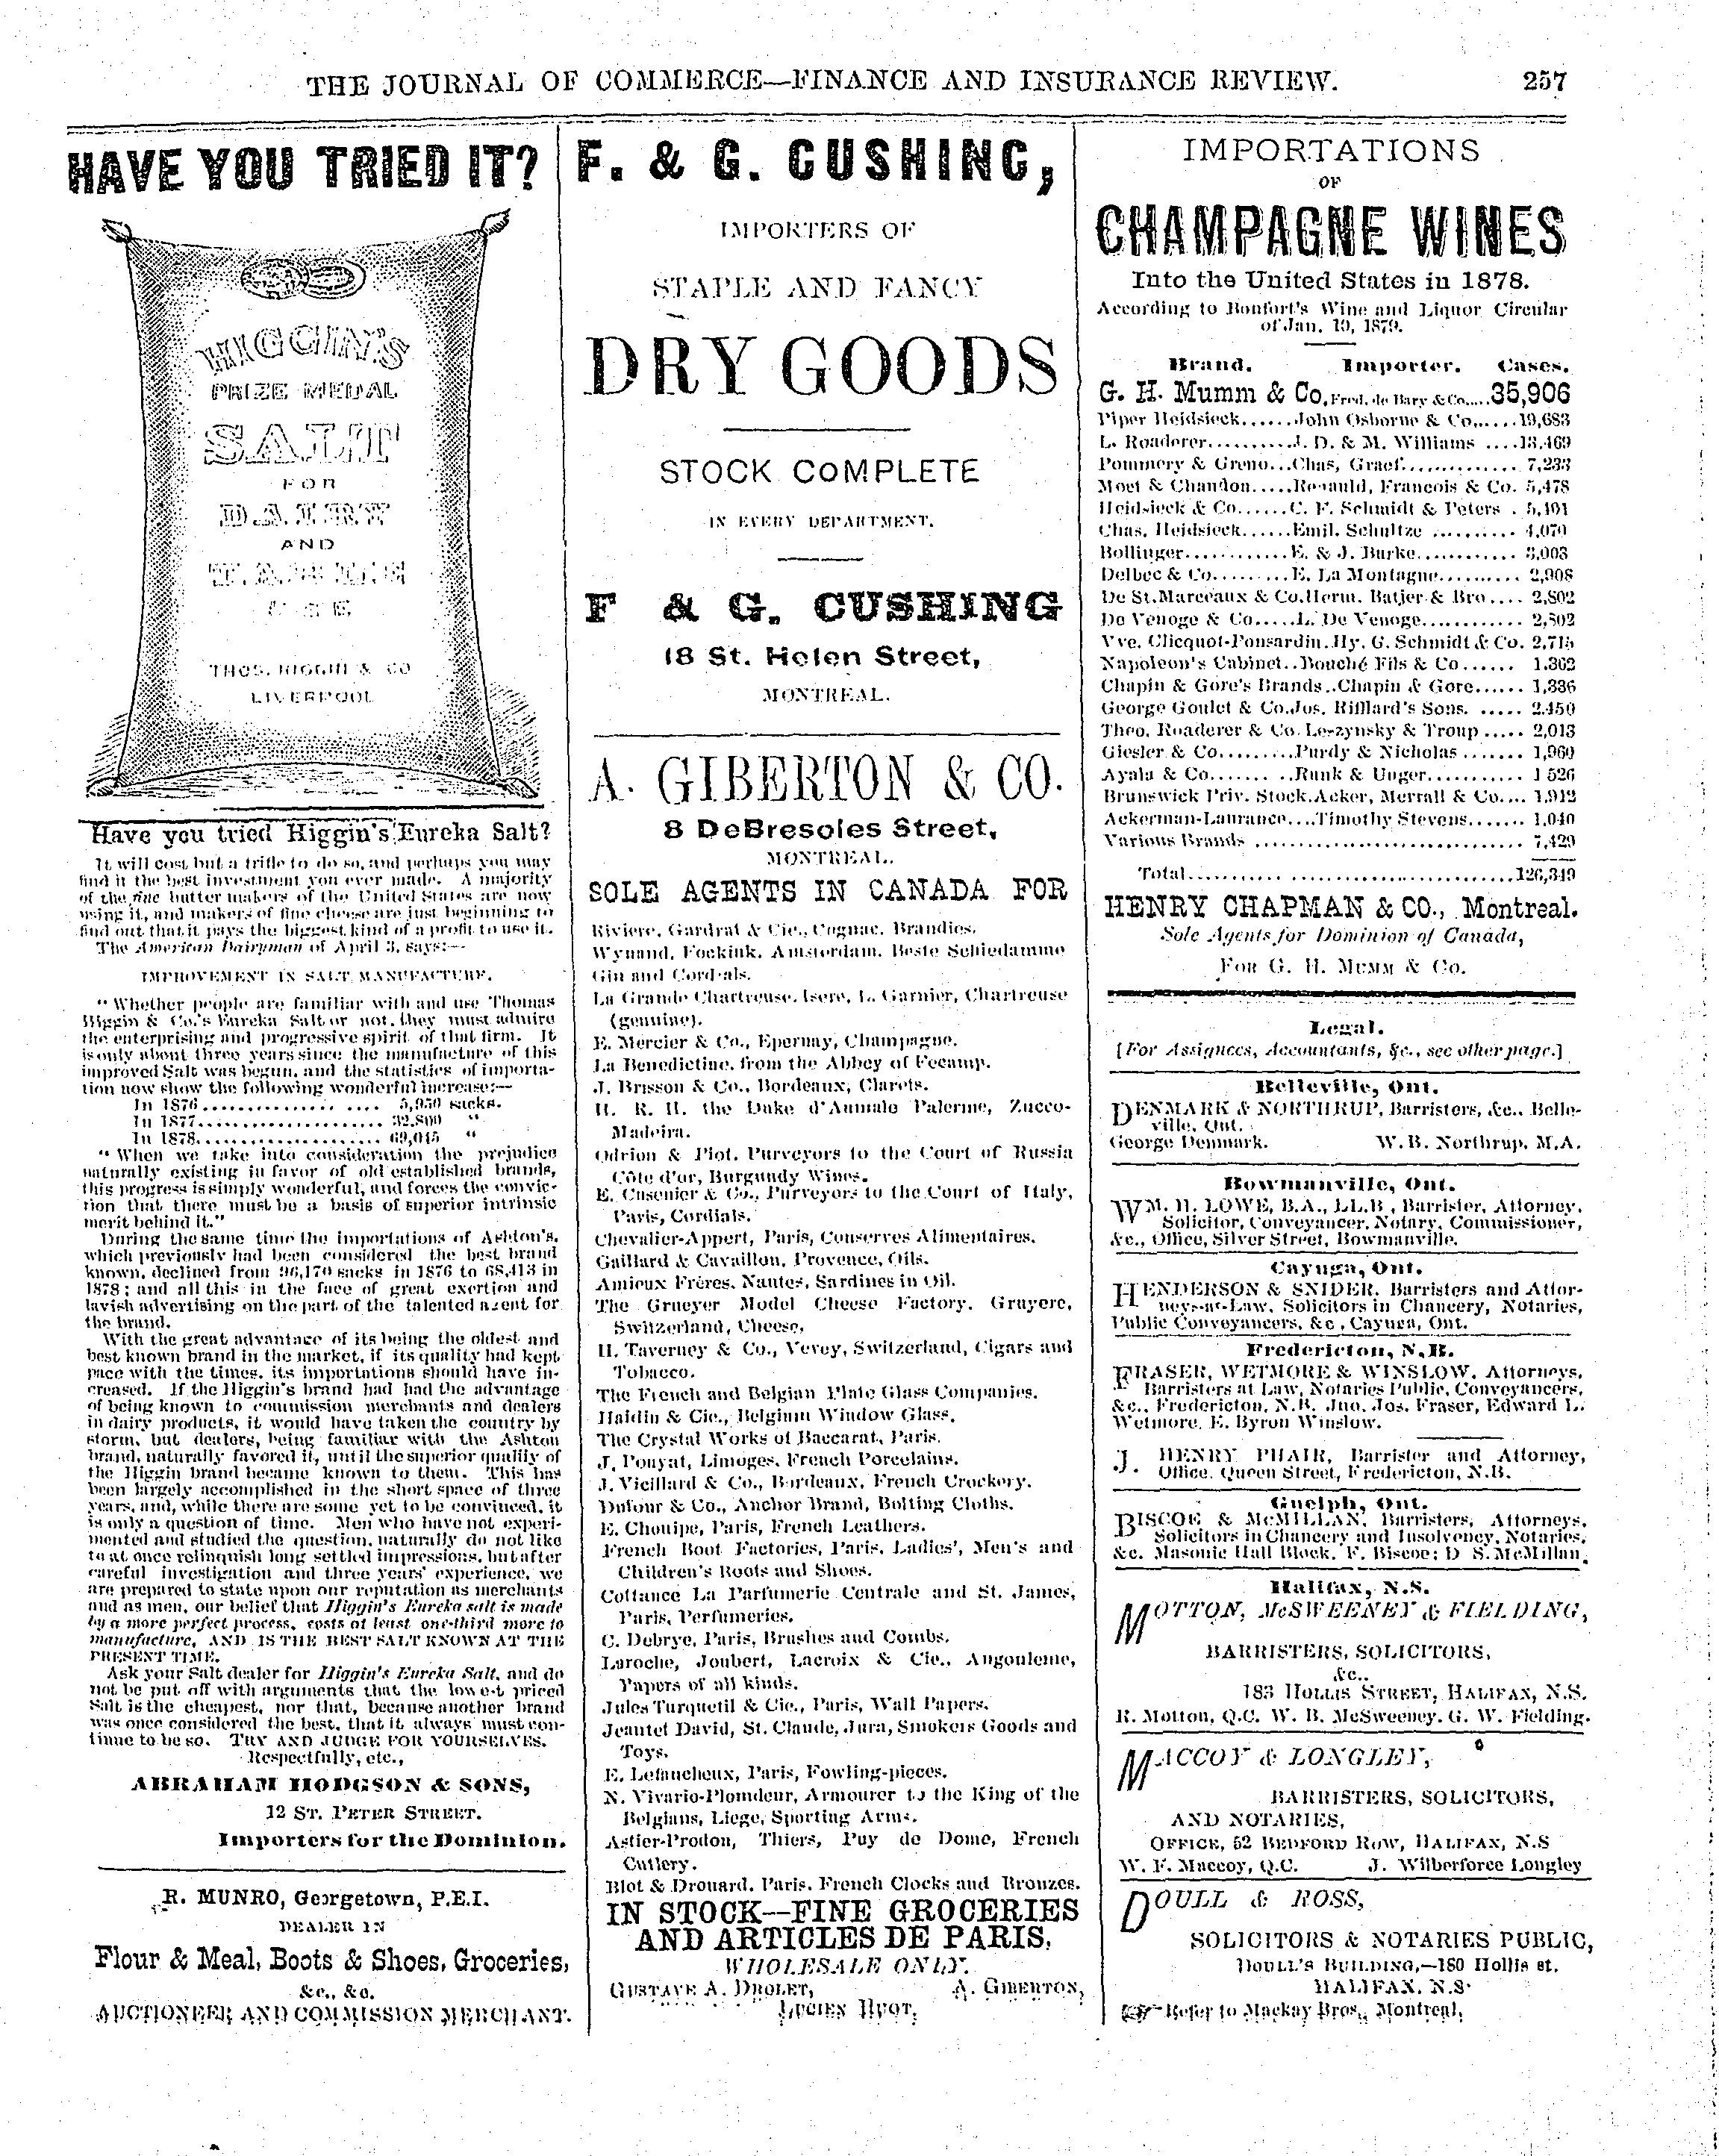 THE JOURNAL OF COMMERCE—FINANCE AND INSURANCE REVIEW. 257
HAVE YOU TRIED IT?
HIGGIN'S
PRIZE MEDAL
SALT
FOR
DAIRY
AND
TABLE
USE
THOS. HIGGIN & CO
LIVERPOOL
Have you tried Higgin's Eureka Salt?
It will cost but a trifle to do so, and perhaps you may
find it the best investment you ever made. A majority
of the fine butter makers of the United States are now
using it, and makers of fine cheese are just beginning to
find out that it pays the biggest kind of a profit to use it.
The American Dairyman of April 3, says:—
IMPROVEMENT IN SALT MANUFACTURE.
"Whether people are familiar with and use Thomas
Higgin & Co.'s Eureka Salt or not, they must admire
the enterprising and progressive spirit of that firm. It
is only about three years since the manufacture of this
improved Salt was begun, and the statistics of importa-
tion now show the following wonderful increase:—
In 1876.................. 5,950 sacks.
In 1877.................. 32,800 "
In 1878.................. 69,045 "
"When we take into consideration the prejudice
naturally existing in favor of old established brands,
this progress is simply wonderful, and forces the convic-
tion that there must be a basis of superior intrinsic
merit behind it."
During the same time the importations of Ashton's,
which previously had been considered the best brand
known, declined from 96,170 sacks in 1876 to 68,413 in
1878; and all this in the face of great exertion and
lavish advertising on the part of the talented agent for
the brand.
With the great advantage of its being the oldest and
best known brand in the market, if its quality had kept
pace with the times, its importations should have in-
creased. If the Higgin's brand had had the advantage
of being known to commission merchants and dealers
in dairy products, it would have taken the country by
storm, but dealers, being familiar with the Ashton
brand, naturally favored it, until the superior quality of
the Higgin brand became known to them. This has
been largely accomplished in the short space of three
years, and, while there are some yet to be convinced, it
is only a question of time. Men who have not experi-
mented and studied the question, naturally do not like
to at once relinquish long settled impressions, but after
careful investigation and three years' experience, we
are prepared to state upon our reputation as merchants
and as men, our belief that Higgin's Eureka salt is made
by a more perfect process, costs at least one-third more to
manufacture, AND IS THE BEST SALT KNOWN AT THE
PRESENT TIME.
Ask your Salt dealer for Higgin's Eureka Salt, and do
not be put off with arguments that the lowest priced
Salt is the cheapest, nor that, because another brand
was once considered the best, that it always must con-
tinue to be so. TRY AND JUDGE FOR YOURSELVES.
Respectfully, etc.,
ABRAHAM HODGSON & SONS,
12 ST. PETER STREET.
Importers for the Dominion.
R. MUNRO, Georgetown, P.E.I.
DEALER IN
Flour & Meal, Boots & Shoes, Groceries,
&c., &c.
AUCTIONEER AND COMMISSION MERCHANT.
F. & G. CUSHING,
IMPORTERS OF
STAPLE AND FANCY
DRY GOODS
STOCK COMPLETE
IN EVERY DEPARTMENT.
F & G. CUSHING
18 St. Helen Street,
MONTREAL.
A. GIBERTON & CO.
8 DeBresoles Street,
MONTREAL.
SOLE AGENTS IN CANADA FOR
Riviere, Gardrat & Cie., Cognac, Brandies.
Wynand, Fockink, Amsterdam, Beste Schiedamme
Gin and Cordials.
La Grande Chartreuse, Isere, L. Garnier, Chartreuse
(genuine).
E. Mercier & Co., Epernay, Champagne.
La Benedictine, from the Abbey of Fecamp.
J. Brisson & Co., Bordeaux, Clarets.
H. R. H. the Duke d'Aumale Palerme, Zucco-
Madeira.
Odrion & Piot, Purveyors to the Court of Russia
Côte d'or, Burgundy Wines.
E. Cusenier & Co., Purveyors to the Court of Italy,
Paris, Cordials.
Chevalier-Appert, Paris, Conserves Alimentaires.
Gaillard & Cavaillon, Provence, Oils.
Amieux Frères, Nantes, Sardines in Oil.
The Grueyer Model Cheese Factory, Gruyere,
Switzerland, Cheese,
H. Taverney & Co., Vevey, Switzerland, Cigars and
Tobacco.
The French and Belgian Plate Glass Companies.
Haidin & Cie., Belgium Window Glass.
The Crystal Works of Baccarat, Paris.
J. Pouyat, Limoges, French Porcelains.
J. Vieillard & Co., Bordeaux, French Crockery.
Dufour & Co., Anchor Brand, Bolting Cloths.
E. Chouipe, Paris, French Leathers.
French Boot Factories, Paris, Ladies', Men's and
Children's Boots and Shoes.
Cottance La Parfumerie Centrale and St. James,
Paris, Perfumeries.
C. Debrye, Paris, Brushes and Combs.
Laroche, Joubert, Lacroix & Cie., Angouleme,
Papers of all kinds.
Jules Turquetil & Cie., Paris, Wall Papers.
Jeantet David, St. Claude, Jura, Smokers Goods and
Toys.
E. Lefaucheux, Paris, Fowling-pieces.
N. Vivario-Plomdeur, Armourer to the King of the
Belgians, Liege, Sporting Arms.
Astier-Prodon, Thiers, Puy de Dome, French
Cutlery.
Blot & Drouard, Paris, French Clocks and Bronzes.
IN STOCK—FINE GROCERIES
AND ARTICLES DE PARIS.
WHOLESALE ONLY.
GUSTAVE A. DROLET, A. GIBERTON,
LUCIEN HUOT.
IMPORTATIONS
OF
CHAMPAGNE WINES
Into the United States in 1878.
According to Bonfort's Wine and Liquor Circular
of Jan. 10, 1879.
Brand. Importer. Cases.
G. H. Mumm & Co. Fred. de Bary & Co.....35,906
Piper Heidsieck......John Osborne & Co......19,683
L. Roaderer..........J. D. & M. Williams ....13,469
Pommery & Greno...Chas, Graef............. 7,233
Moet & Chandon.....Renauld, Francois & Co. 5,478
Heidsieck & Co......C. F. Schmidt & Peters . 5,401
Chas. Heidsieck......Emil. Schultze .......... 4,070
Bollinger............E. & J. Burke........... 3,003
Delbec & Co.........E. La Montagne......... 2,908
De St.Marceaux & Co.Herm. Batjer & Bro.... 2,802
De Venoge & Co.....L. De Venoge............ 2,502
Vve. Clicquot-Ponsardin.Hy. G. Schmidt & Co. 2,715
Napoleon's Cabinet..Bouché Fils & Co...... 1,362
Chapin & Gore's Brands..Chapin & Gore...... 1,336
George Goulet & Co.Jos. Rifflard's Sons. ..... 2,450
Theo. Roaderer & Co. Leszynsky & Troup..... 2,013
Giesler & Co.........Purdy & Nicholas....... 1,960
Ayala & Co........Runk & Unger........... 1 526
Brunswick Priv. Stock.Acker, Merrall & Co.... 1,912
Ackerman-Laurance....Timothy Stevens....... 1,040
Various Brands .............................. 7,429
Total....................................126,349
HENRY CHAPMAN & CO., Montreal.
Sole Agents for Dominion of Canada,
FOR G. H. MUMM & Co.
Legal.
[For Assignees, Accountants, &c., see other page.]
Belleville, Ont.
DENMARK & NORTHRUP, Barristers, &c., Belle-
ville, Ont.
George Denmark. W. B. Northrup, M.A.
Bowmanville, Ont.
WM. H. LOWE, B.A., LL.B., Barrister, Attorney,
Solicitor, Conveyancer, Notary, Commissioner,
&c., Office, Silver Street, Bowmanville.
Cayuga, Ont.
HENDERSON & SNIDER, Barristers and Attor-
neys-at-Law, Solicitors in Chancery, Notaries,
Public Conveyancers, &c., Cayuga, Ont.
Fredericton, N.B.
FRASER, WETMORE & WINSLOW, Attorneys,
Barristers at Law, Notaries Public, Conveyancers,
&c., Fredericton, N.B. Jno. Jos. Fraser, Edward L.
Wetmore, E. Byron Winslow.
J. HENRY PHAIR, Barrister and Attorney,
Office, Queen Street, Fredericton, N.B.
Guelph, Ont.
BISCOE & McMILLAN, Barristers, Attorneys,
Solicitors in Chancery and Insolvency, Notaries,
&c. Masonic Hall Block. F. Biscoe; D. S. McMillan.
Halifax, N.S.
MOTTON, McSWEENEY & FIELDING,
BARRISTERS, SOLICITORS,
&c.,
183 HOLLIS STREET, HALIFAX, N.S.
R. Motton, Q.C. W. B. McSweeney. G. W. Fielding.
MACCOY & LONGLEY,
BARRISTERS, SOLICITORS,
AND NOTARIES,
OFFICE, 52 BEDFORD ROW, HALIFAX, N.S
W. F. Maccoy, Q.C. J. Wilberforce Longley
DOULL & ROSS,
SOLICITORS & NOTARIES PUBLIC,
DOULL'S BUILDING,—180 Hollis st.
HALIFAX, N.S.
☞ Refer to Mackay Bros., Montreal.